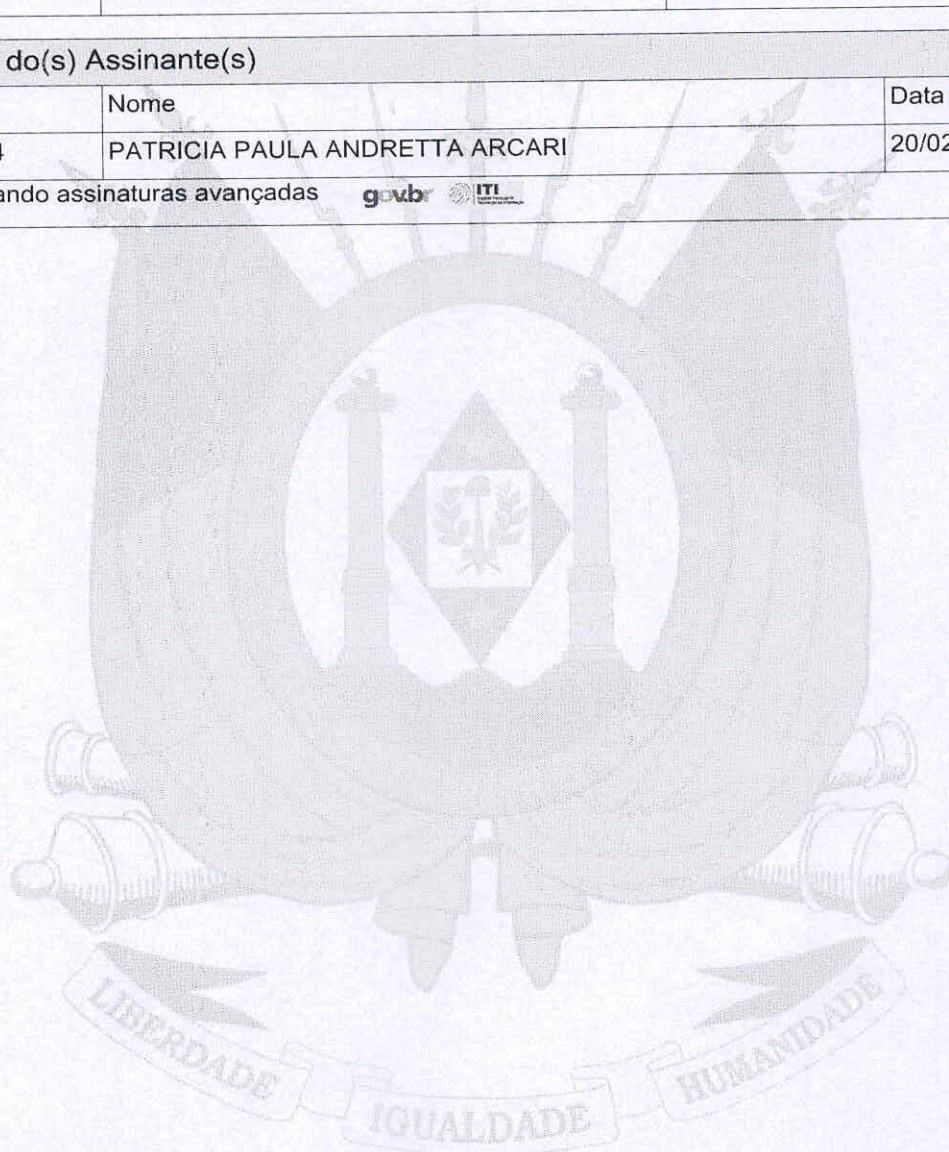 do(s) Assinante(s)
Nome Data
4 PATRICIA PAULA ANDRETTA ARCARI 20/02
ando assinaturas avançadas gov.br ITI
LIBERDADE IGUALDADE HUMANIDADE